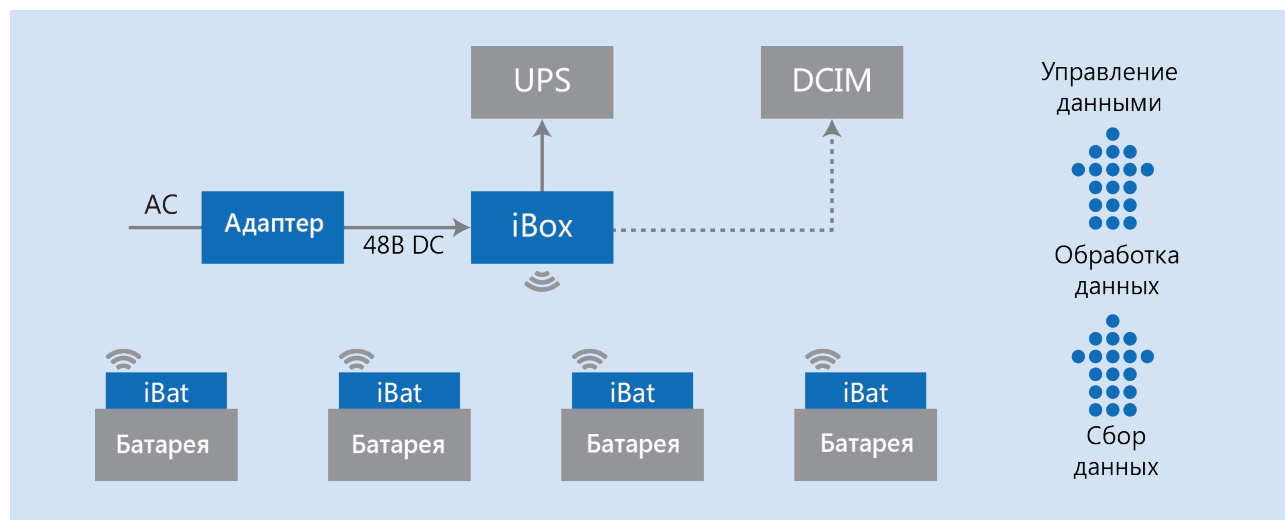 UPS
DCIM
Управление
данными
AC
Адаптер
48В DC
iBox
Обработка
данных
iBat
iBat
iBat
iBat
Батарея
Батарея
Батарея
Батарея
Сбор
данных